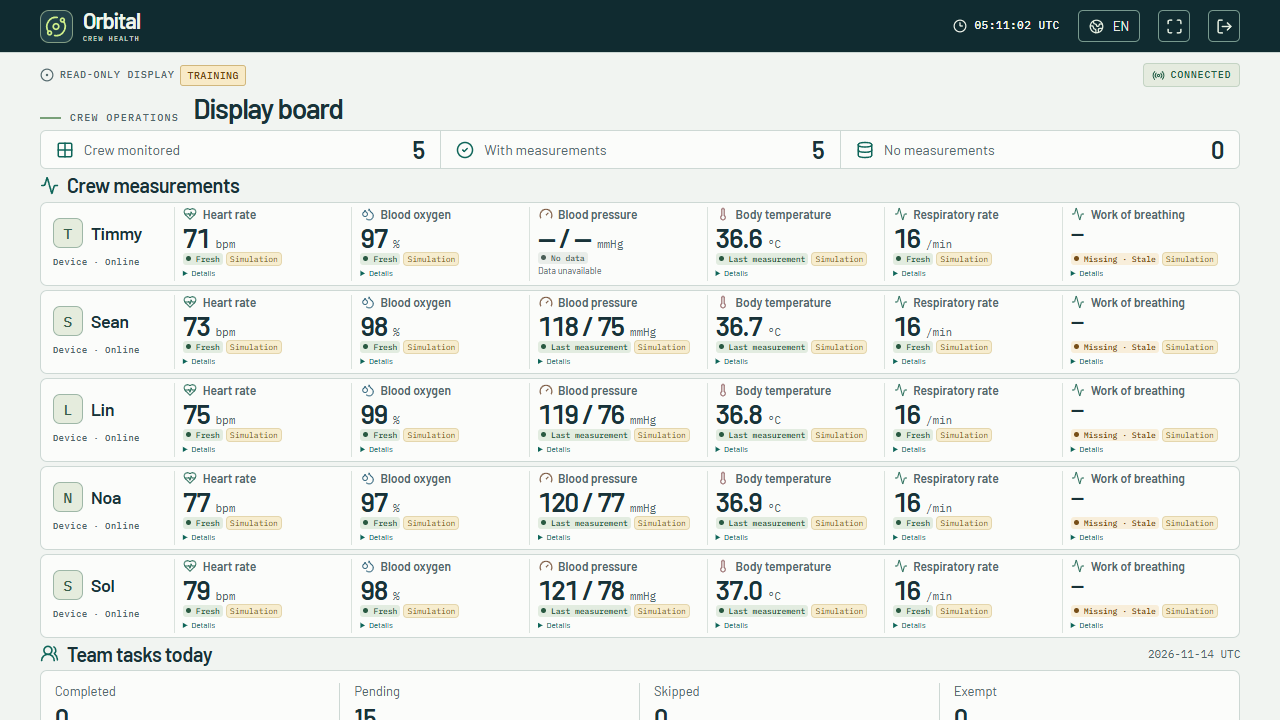 Orbital
CREW HEALTH
05:11:02 UTC
EN
READ-ONLY DISPLAY
TRAINING
CONNECTED
CREW OPERATIONS
Display board
Crew monitored 5
With measurements 5
No measurements 0
Crew measurements
T Timmy
Device · Online
Heart rate
71 bpm
Fresh Simulation
Details
Blood oxygen
97 %
Fresh Simulation
Details
Blood pressure
— / — mmHg
No data
Data unavailable
Body temperature
36.6 °C
Last measurement Simulation
Details
Respiratory rate
16 /min
Fresh Simulation
Details
Work of breathing
—
Missing · Stale Simulation
Details
S Sean
Device · Online
Heart rate
73 bpm
Fresh Simulation
Details
Blood oxygen
98 %
Fresh Simulation
Details
Blood pressure
118 / 75 mmHg
Last measurement Simulation
Details
Body temperature
36.7 °C
Last measurement Simulation
Details
Respiratory rate
16 /min
Fresh Simulation
Details
Work of breathing
—
Missing · Stale Simulation
Details
L Lin
Device · Online
Heart rate
75 bpm
Fresh Simulation
Details
Blood oxygen
99 %
Fresh Simulation
Details
Blood pressure
119 / 76 mmHg
Last measurement Simulation
Details
Body temperature
36.8 °C
Last measurement Simulation
Details
Respiratory rate
16 /min
Fresh Simulation
Details
Work of breathing
—
Missing · Stale Simulation
Details
N Noa
Device · Online
Heart rate
77 bpm
Fresh Simulation
Details
Blood oxygen
97 %
Fresh Simulation
Details
Blood pressure
120 / 77 mmHg
Last measurement Simulation
Details
Body temperature
36.9 °C
Last measurement Simulation
Details
Respiratory rate
16 /min
Fresh Simulation
Details
Work of breathing
—
Missing · Stale Simulation
Details
S Sol
Device · Online
Heart rate
79 bpm
Fresh Simulation
Details
Blood oxygen
98 %
Fresh Simulation
Details
Blood pressure
121 / 78 mmHg
Last measurement Simulation
Details
Body temperature
37.0 °C
Last measurement Simulation
Details
Respiratory rate
16 /min
Fresh Simulation
Details
Work of breathing
—
Missing · Stale Simulation
Details
Team tasks today
2026-11-14 UTC
Completed
0
Pending
15
Skipped
0
Exempt
0